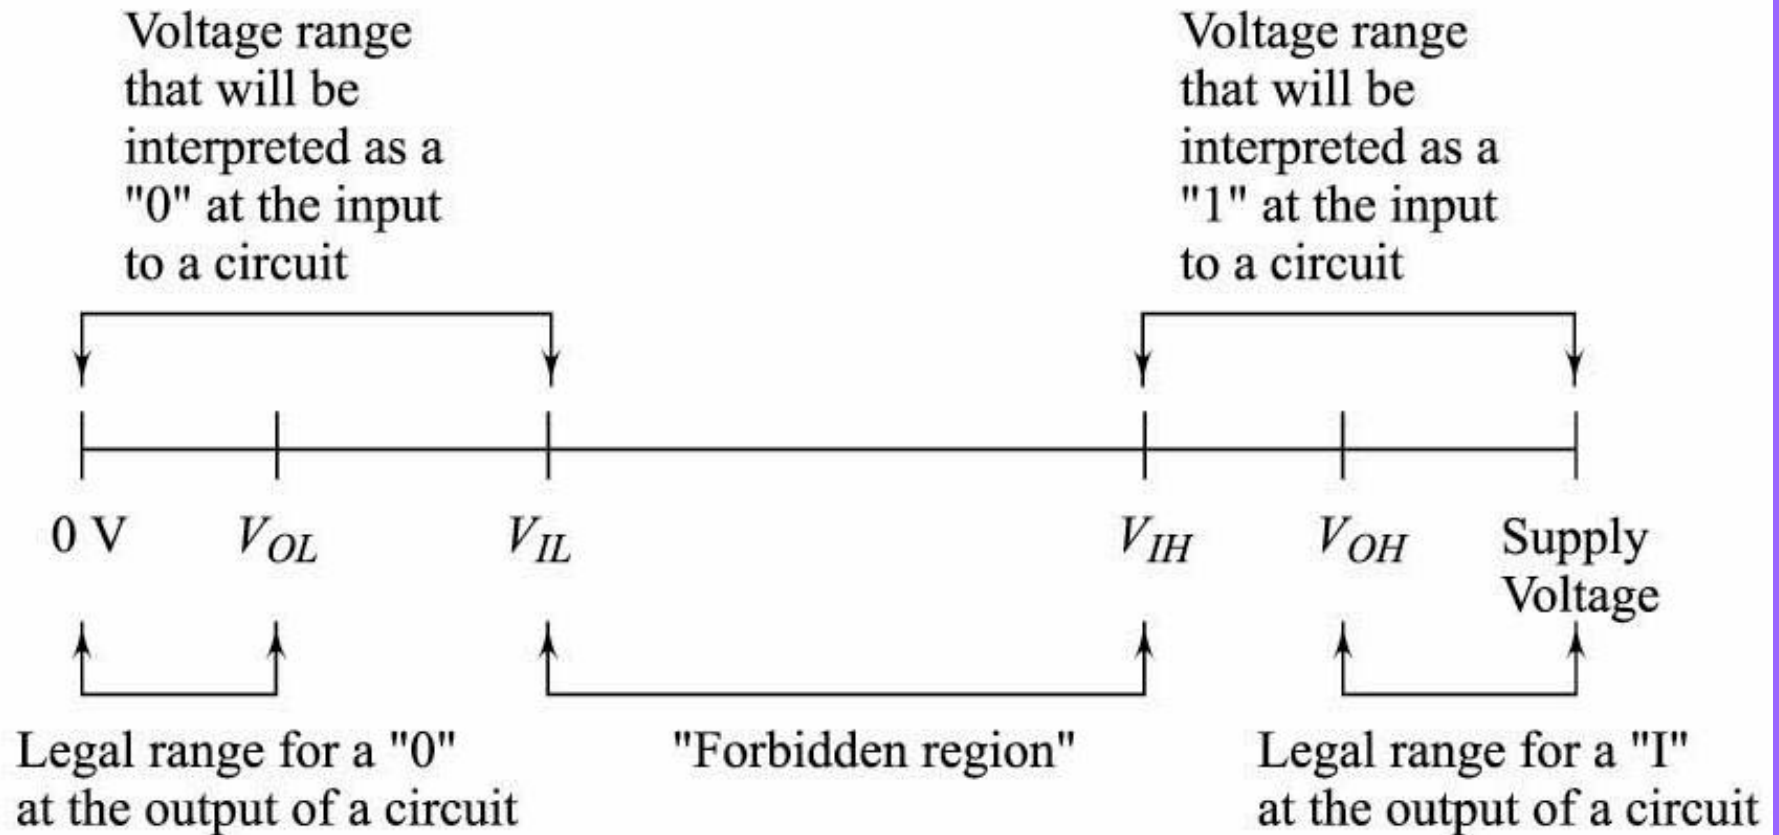 Voltage range
that will be
interpreted as a
"0" at the input
to a circuit
Voltage range
that will be
interpreted as a
"1" at the input
to a circuit
0 V
VOL
VIL
VIH
VOH
Supply
Voltage
Legal range for a "0"
at the output of a circuit
"Forbidden region"
Legal range for a "I"
at the output of a circuit